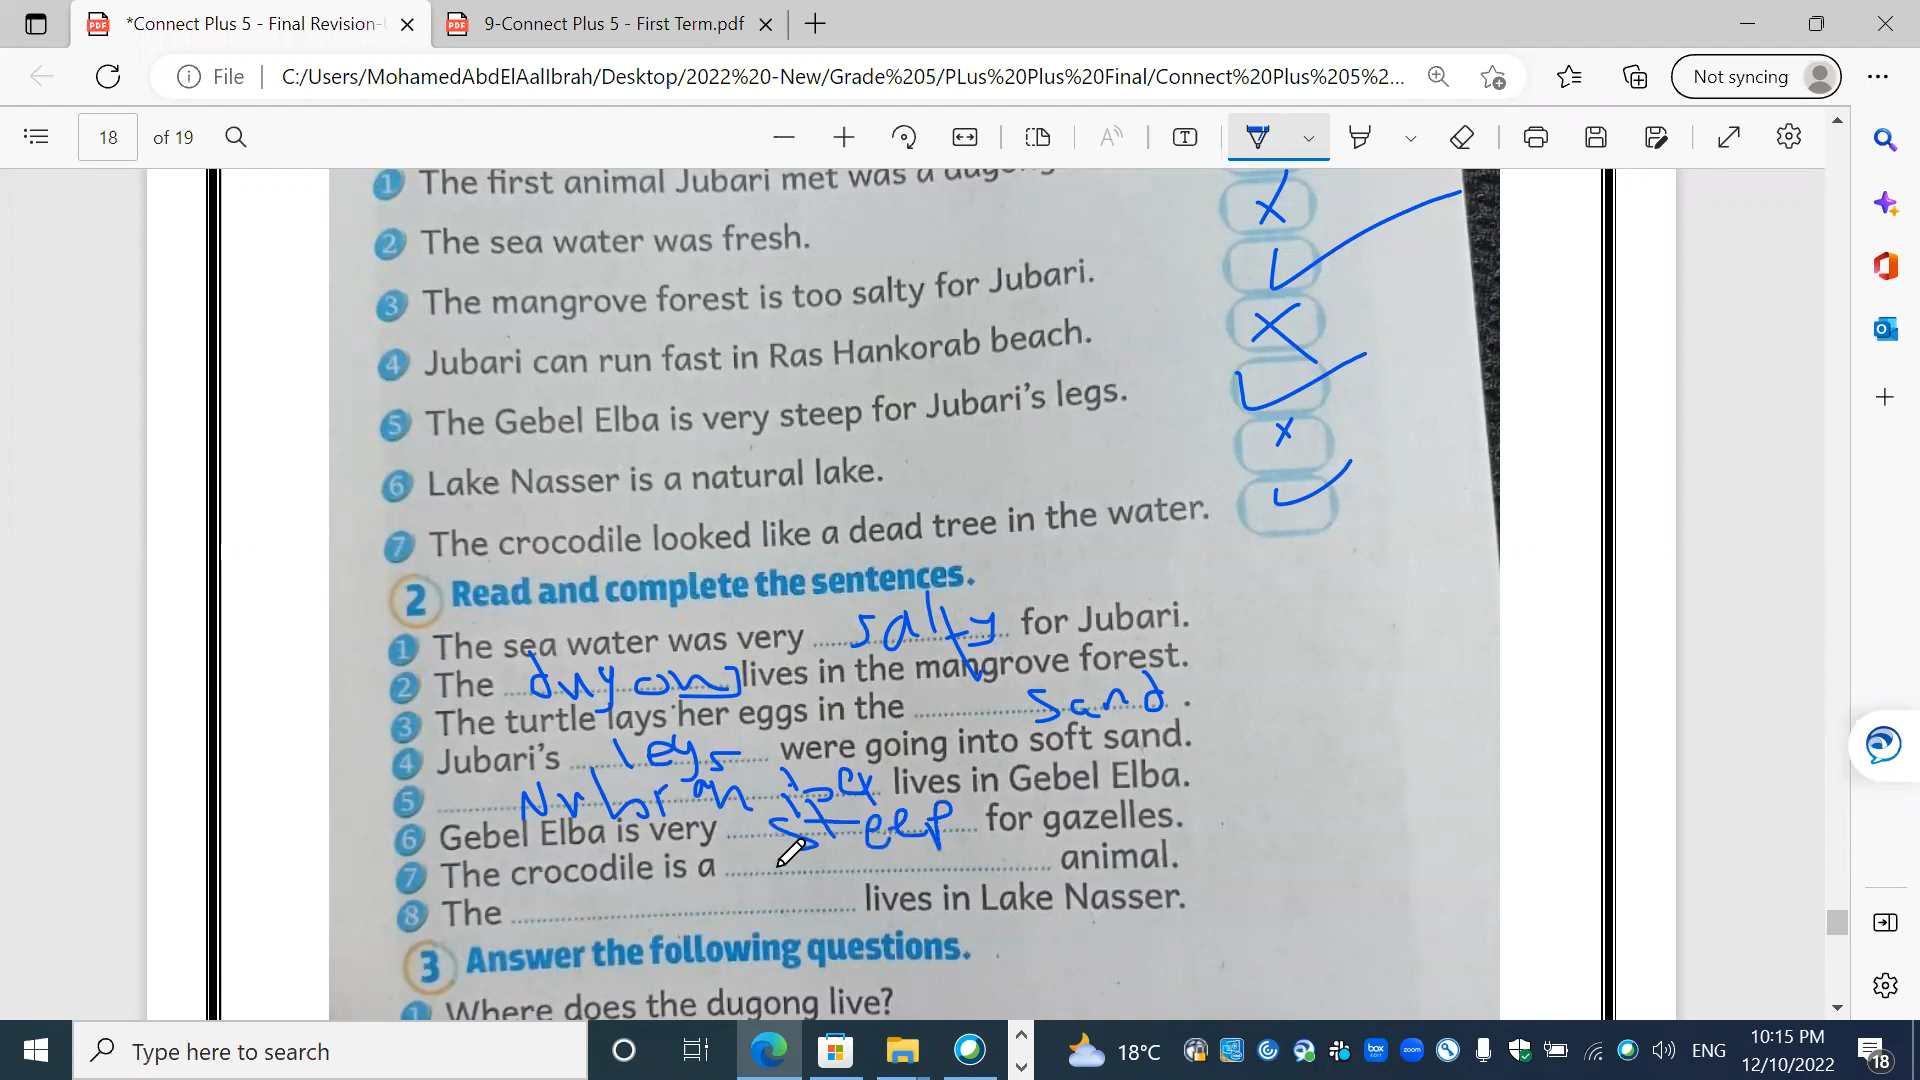 *Connect Plus 5 - Final Revision-U
9-Connect Plus 5 - First Term.pdf
File
C:/Users/MohamedAbdElAalIbrah/Desktop/2022%20-New/Grade%205/PLus%20Plus%20Final/Connect%20Plus%205%2...
Not syncing
18 of 19
1 The first animal Jubari met was a dugong
2 The sea water was fresh.
3 The mangrove forest is too salty for Jubari.
4 Jubari can run fast in Ras Hankorab beach.
5 The Gebel Elba is very steep for Jubari's legs.
6 Lake Nasser is a natural lake.
7 The crocodile looked like a dead tree in the water.
2 Read and complete the sentences.
1 The sea water was very salty for Jubari.
2 The dugong lives in the mangrove forest.
3 The turtle lays her eggs in the sand.
4 Jubari's legs were going into soft sand.
5 lives in Gebel Elba.
6 Gebel Elba is very steep for gazelles.
7 The crocodile is a ........ animal.
8 The ........ lives in Lake Nasser.
3 Answer the following questions.
1 Where does the dugong live?
Type here to search
18°C
box
zoom
ENG
10:15 PM
12/10/2022
18